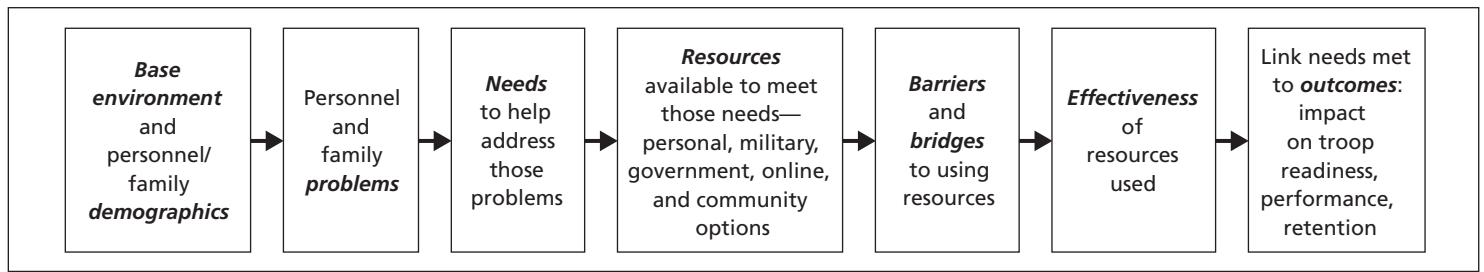 Base
environment
and
personnel/
family
demographics
Personnel
and
family
problems
Needs
to help
address
those
problems
Resources
available to meet
those needs—
personal, military,
government, online,
and community
options
Barriers
and
bridges
to using
resources
Effectiveness
of
resources
used
Link needs met
to outcomes:
impact
on troop
readiness,
performance,
retention